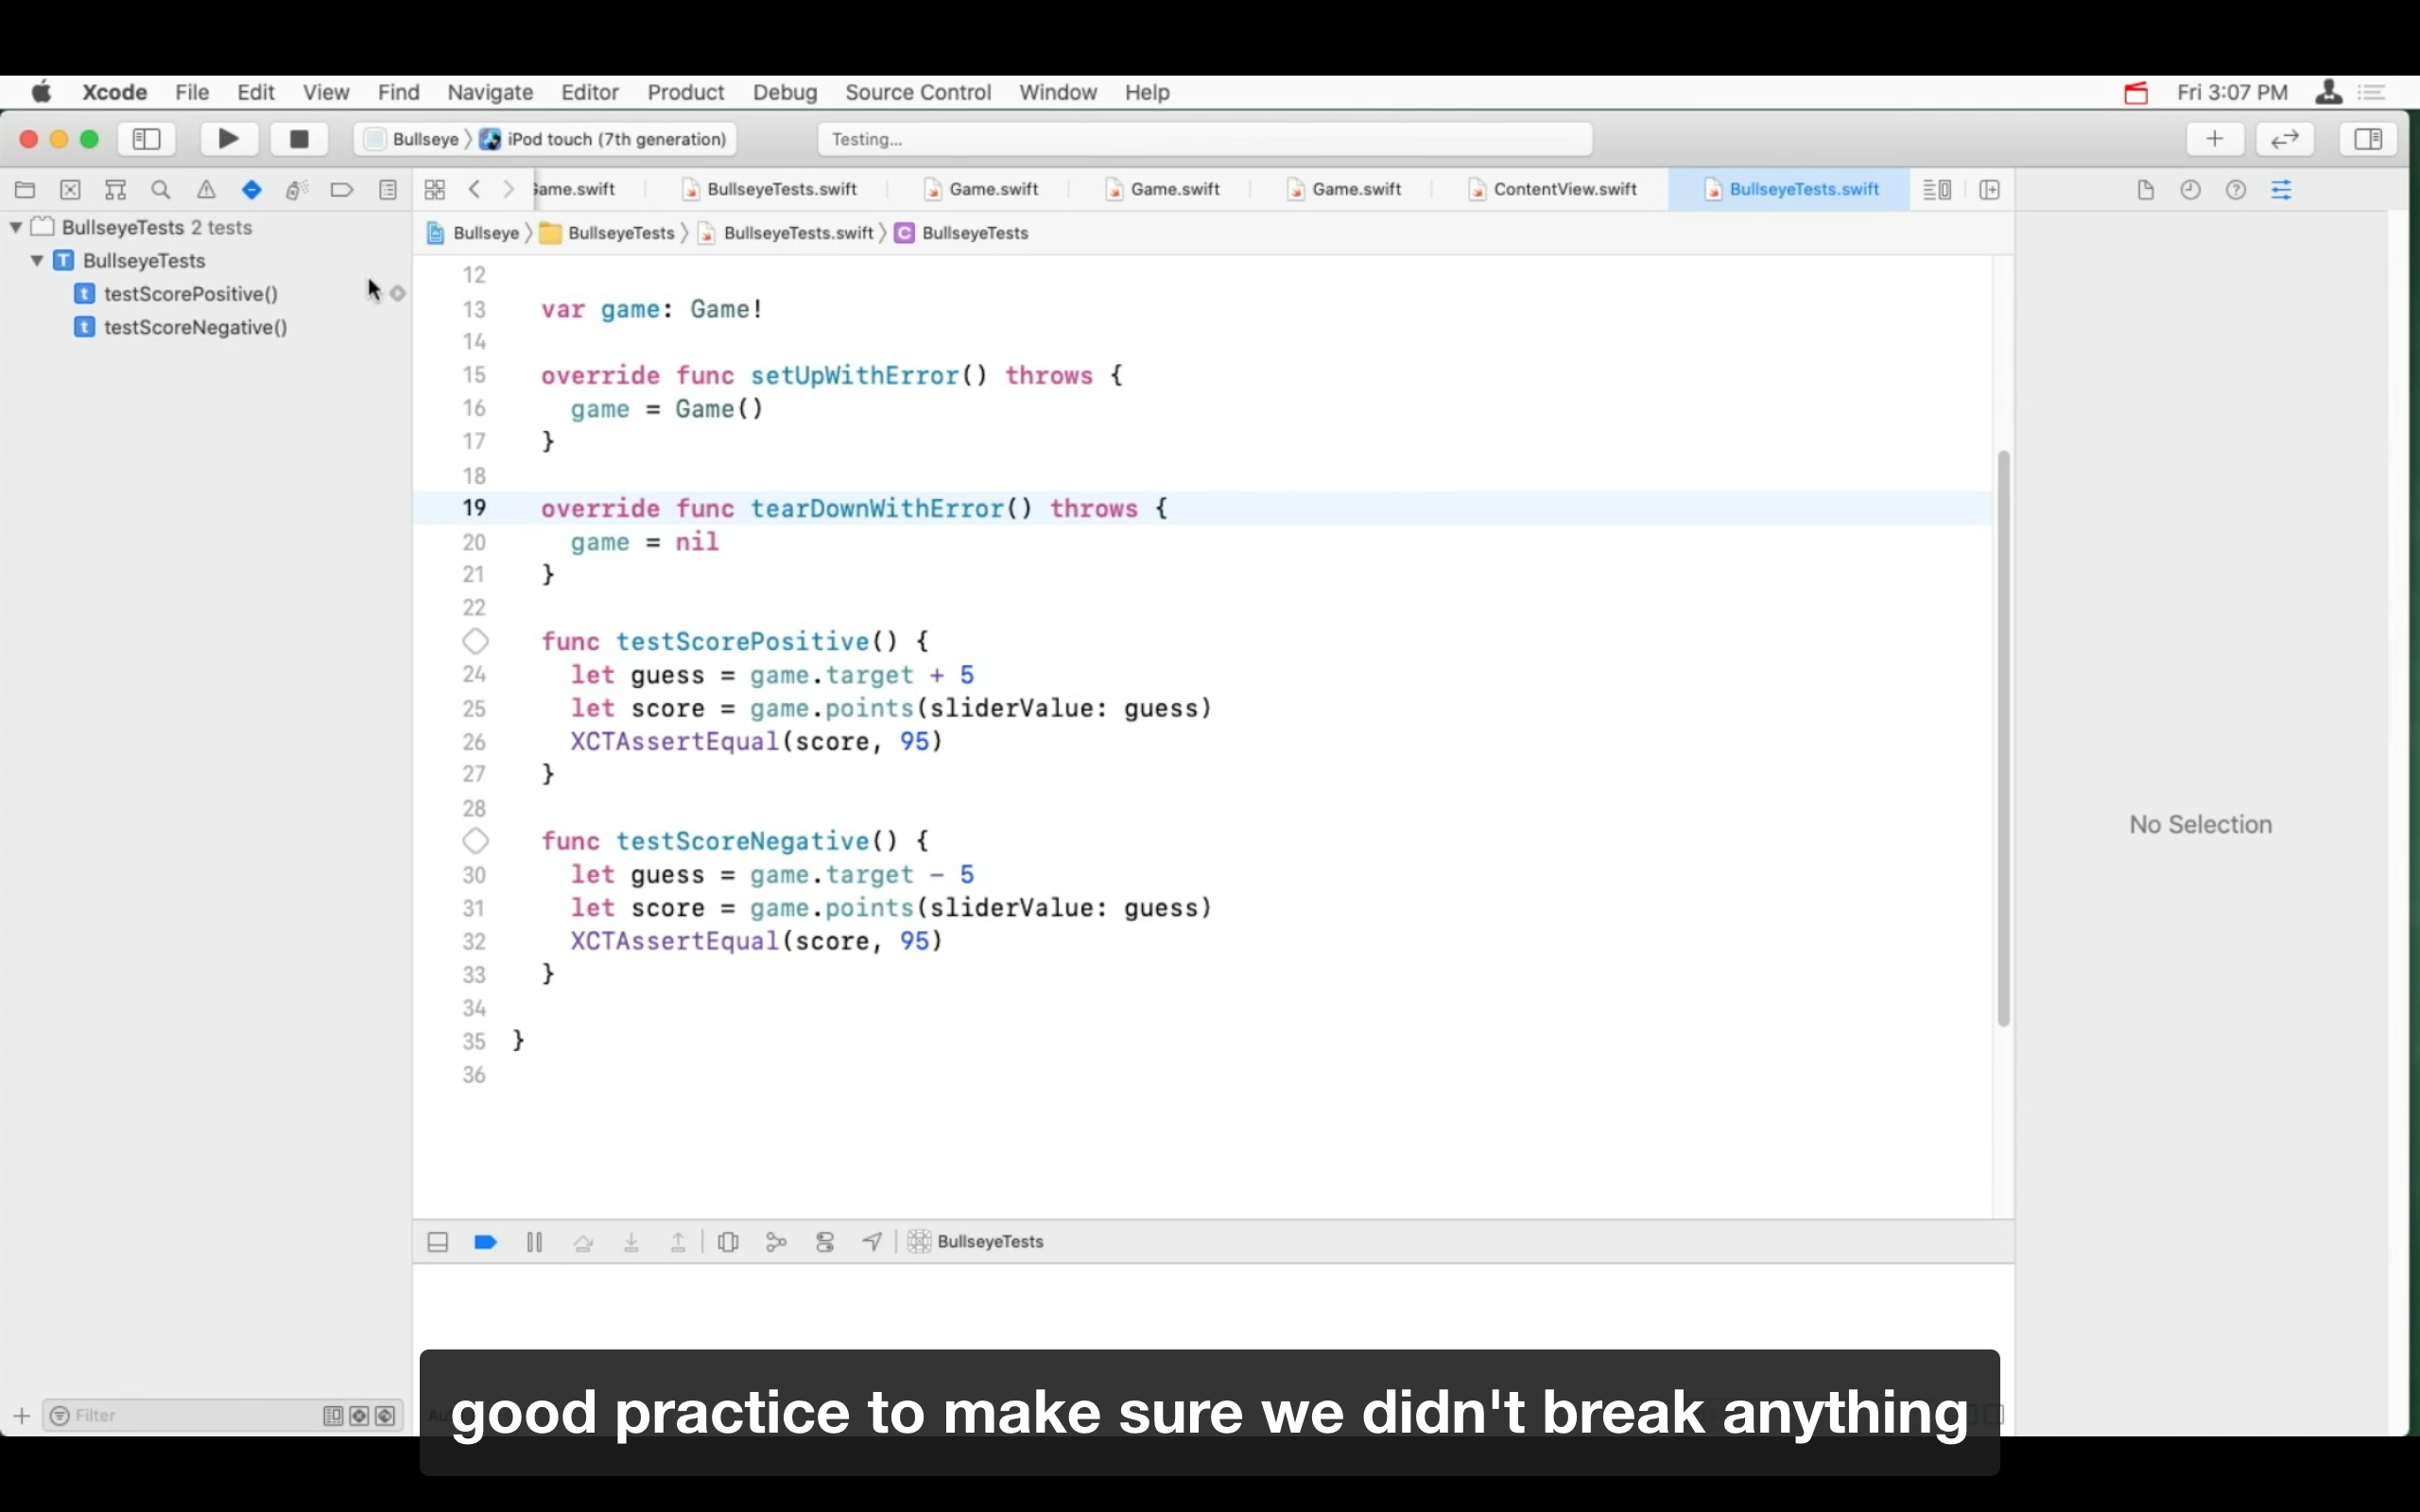 Xcode File Edit View Find Navigate Editor Product Debug Source Control Window Help Fri 3:07 PM
Bullseye 〉 iPod touch (7th generation) Testing...
Game.swift BullseyeTests.swift Game.swift Game.swift Game.swift ContentView.swift BullseyeTests.swift
BullseyeTests 2 tests
BullseyeTests
testScorePositive()
testScoreNegative()
Bullseye 〉 BullseyeTests 〉 BullseyeTests.swift 〉 C BullseyeTests
12
13 var game: Game!
14
15 override func setUpWithError() throws {
16 game = Game()
17 }
18
19 override func tearDownWithError() throws {
20 game = nil
21 }
22
func testScorePositive() {
24 let guess = game.target + 5
25 let score = game.points(sliderValue: guess)
26 XCTAssertEqual(score, 95)
27 }
28
func testScoreNegative() {
30 let guess = game.target - 5
31 let score = game.points(sliderValue: guess)
32 XCTAssertEqual(score, 95)
33 }
34
35 }
36
No Selection
BullseyeTests
Filter
good practice to make sure we didn't break anything